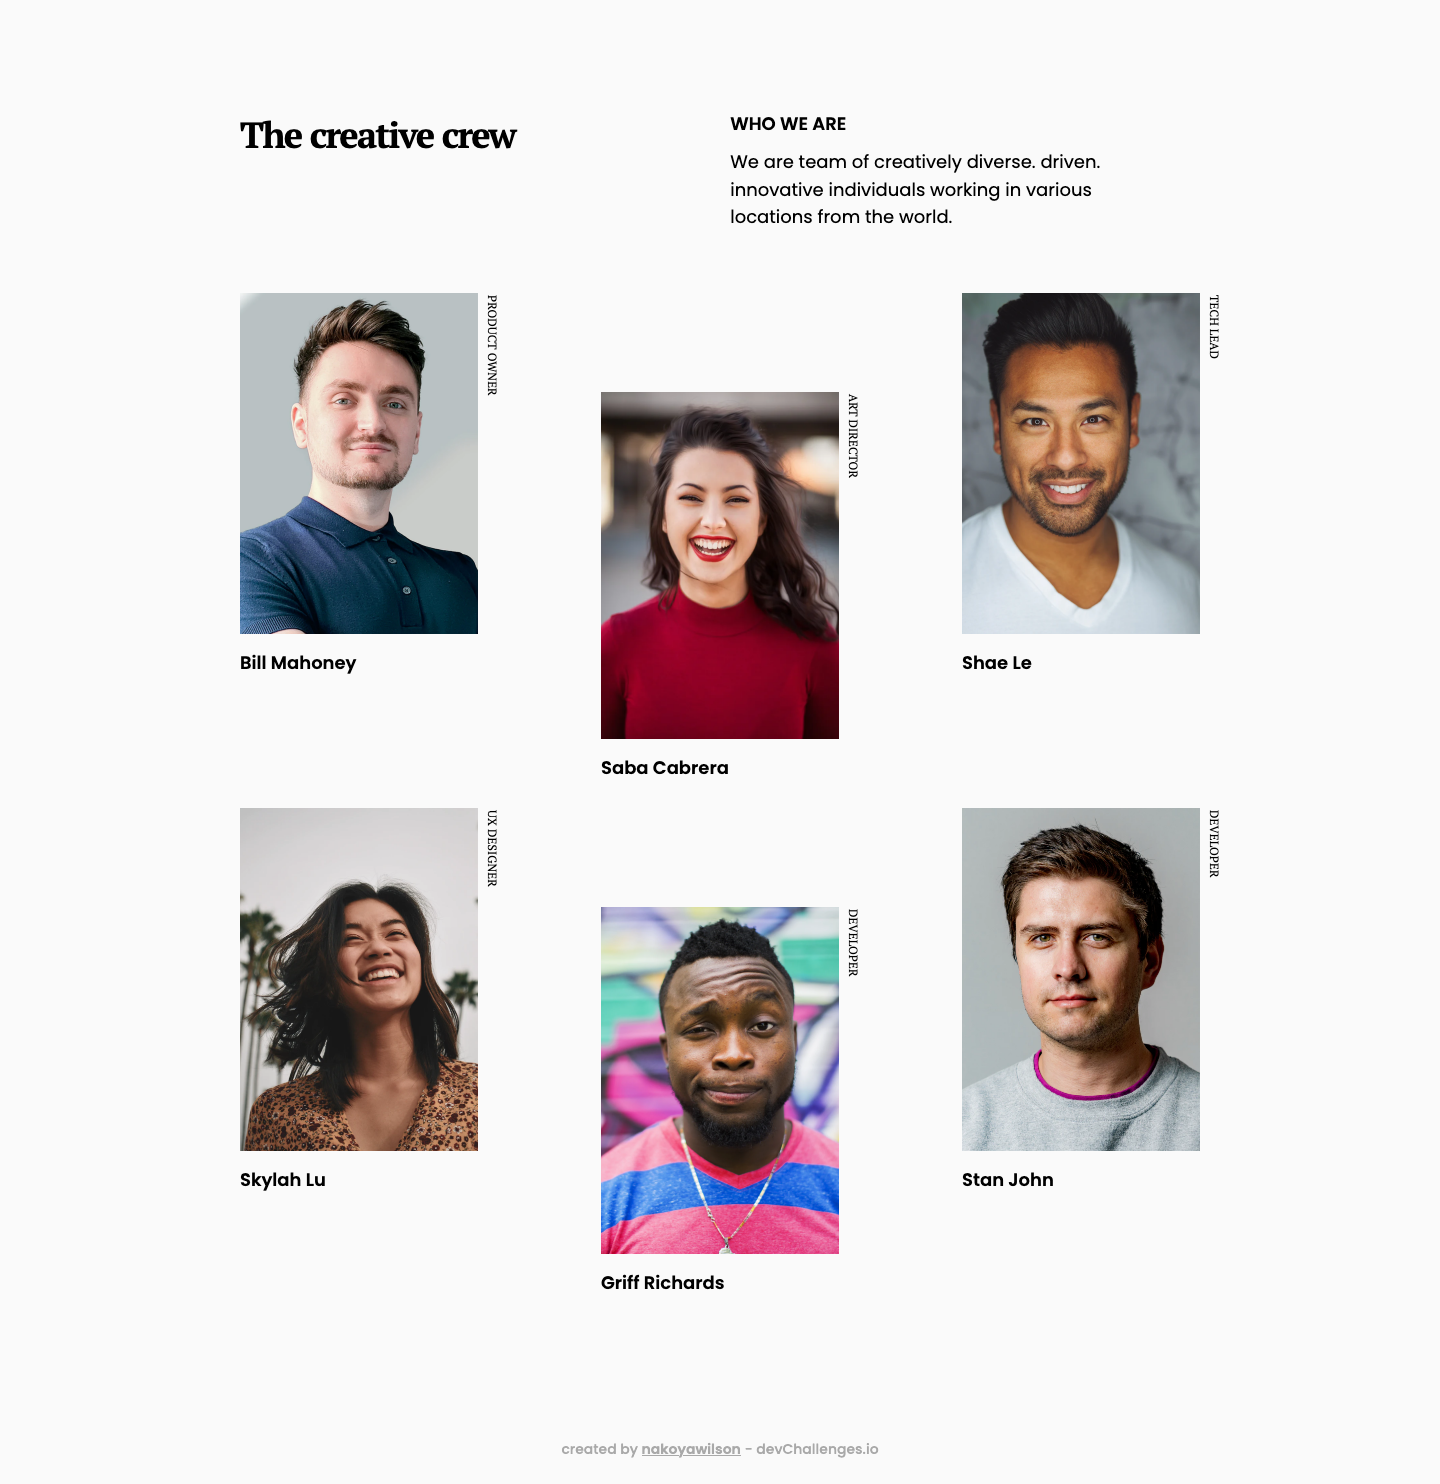 The creative crew
WHO WE ARE
We are team of creatively diverse. driven.
innovative individuals working in various
locations from the world.
PRODUCT OWNER
Bill Mahoney
ART DIRECTOR
Saba Cabrera
TECH LEAD
Shae Le
UX DESIGNER
Skylah Lu
DEVELOPER
Griff Richards
DEVELOPER
Stan John
created by nakoyawilson - devChallenges.io